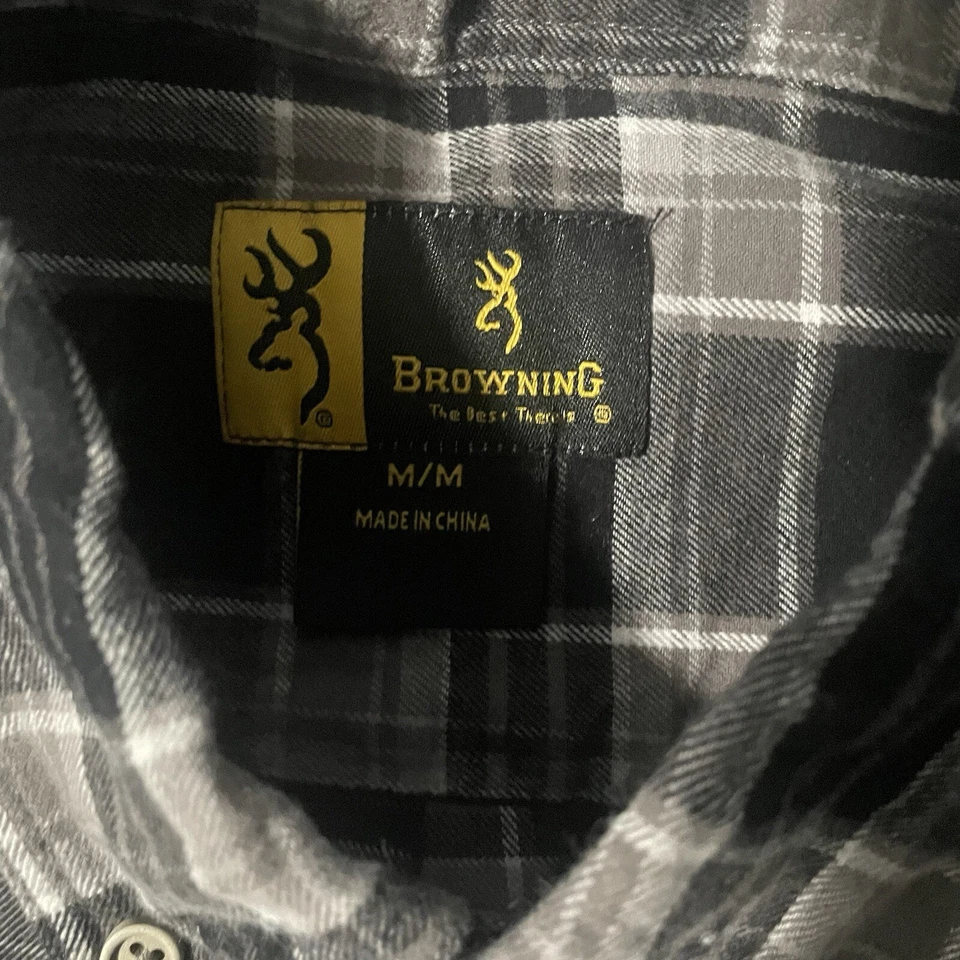 BROWNING
The Best There Is ®
M/M
MADE IN CHINA